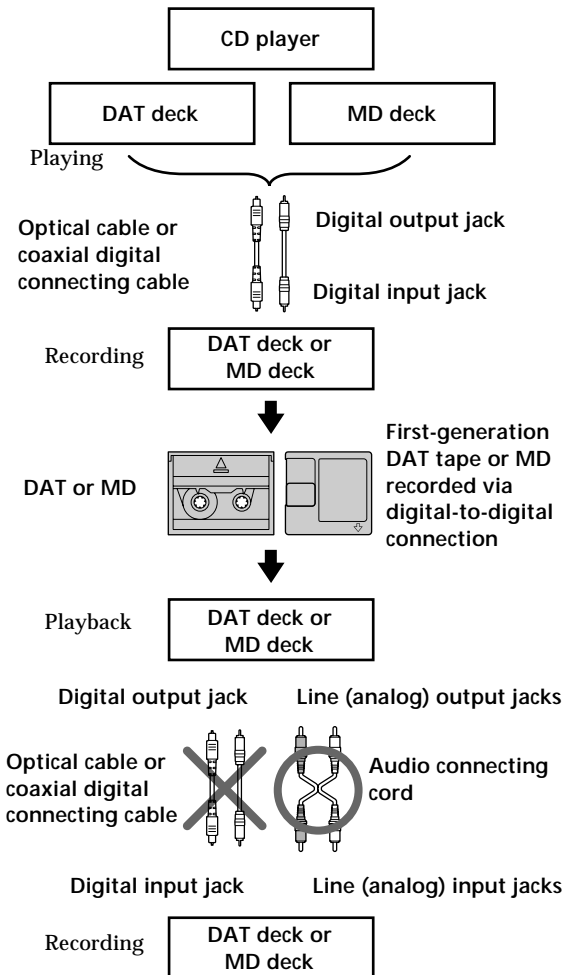 CD player
DAT deck
MD deck
Playing
Optical cable or
coaxial digital
connecting cable
Digital output jack
Digital input jack
Recording
DAT deck or
MD deck
DAT or MD
First-generation
DAT tape or MD
recorded via
digital-to-digital
connection
Playback
DAT deck or
MD deck
Digital output jack
Line (analog) output jacks
Optical cable or
coaxial digital
connecting cable
Audio connecting
cord
Digital input jack
Line (analog) input jacks
Recording
DAT deck or
MD deck